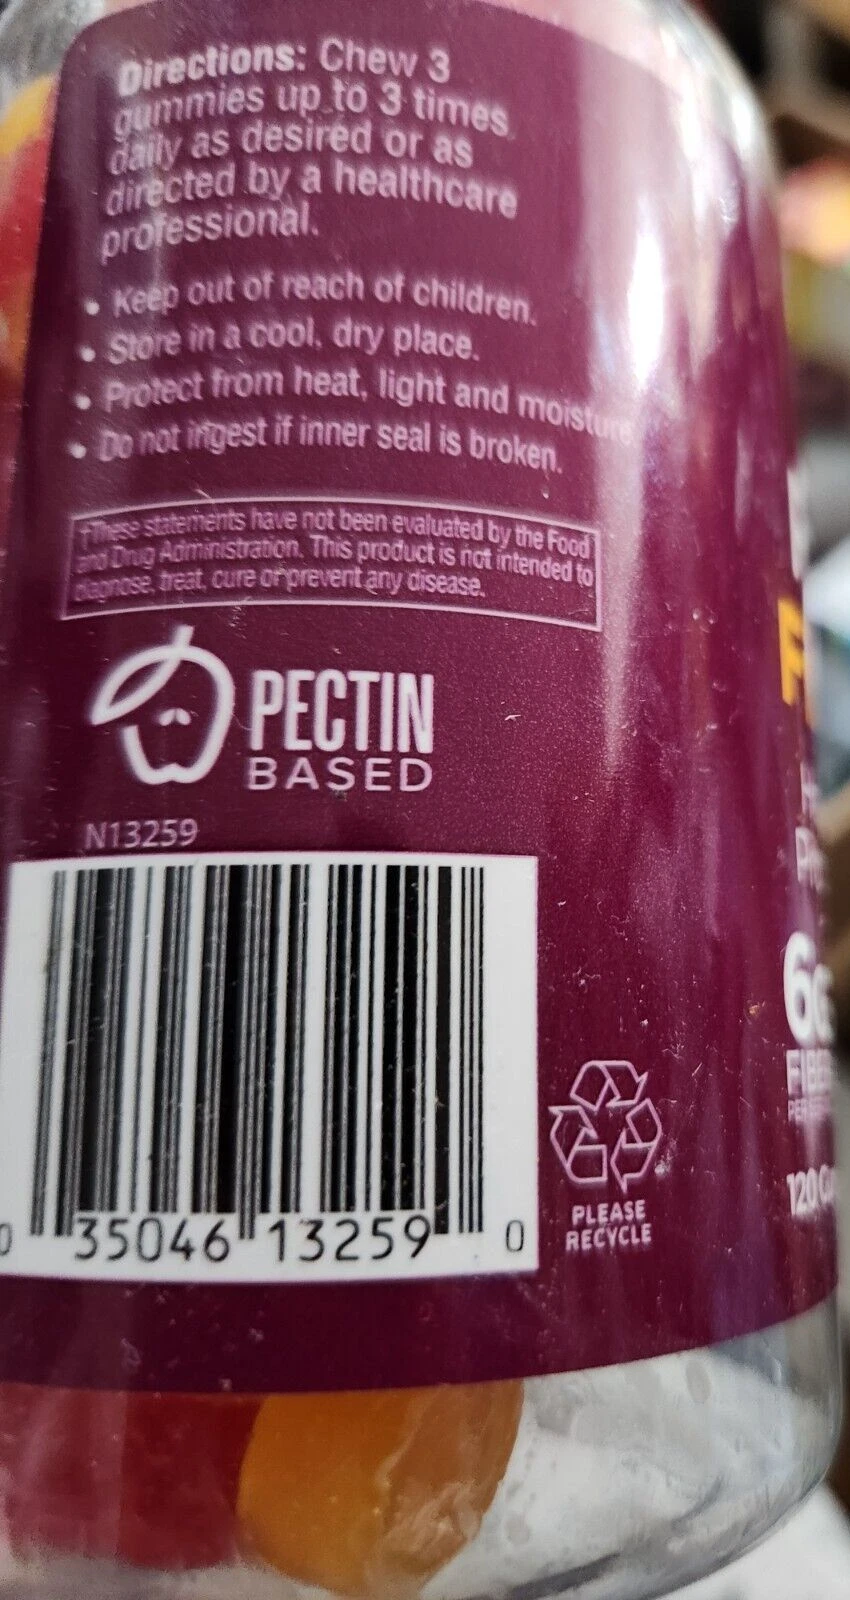 Directions: Chew 3
gummies up to 3 times
daily as desired or as
directed by a healthcare
professional.
• Keep out of reach of children.
• Store in a cool, dry place.
• Protect from heat, light and moisture
• Do not ingest if inner seal is broken.
†These statements have not been evaluated by the Food
and Drug Administration. This product is not intended to
diagnose, treat, cure or prevent any disease.
PECTIN
BASED
N13259
0 35046 13259 0
PLEASE
RECYCLE
6
FIBE
PER
120